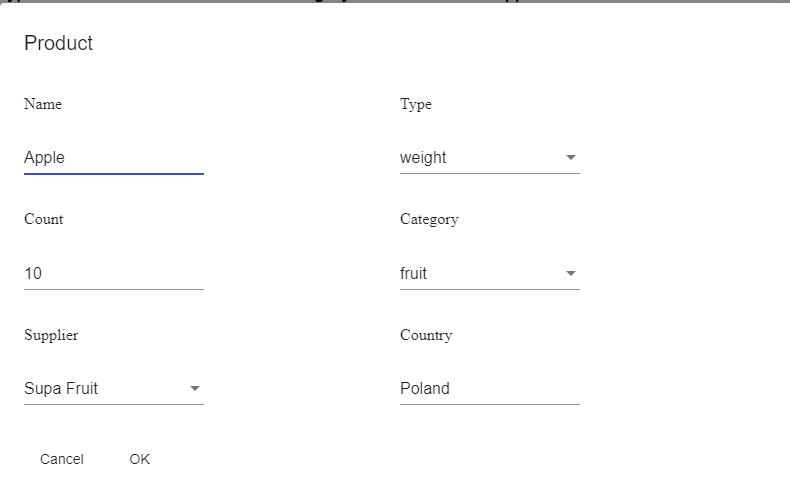 Product
Name Type
Apple weight
Count Category
10 fruit
Supplier Country
Supa Fruit Poland
Cancel OK